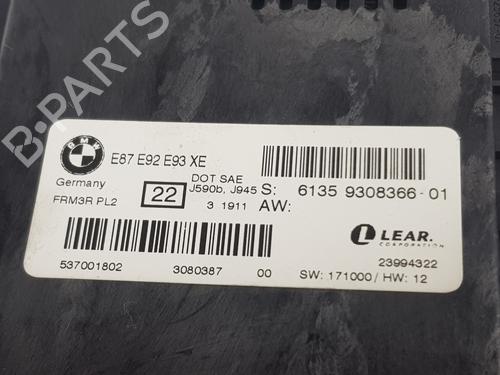 B-PARTS
BMW
E87 E92 E93 XE
DOT SAE
J590b, J945
S: 6135 9308366-01
Germany
22
FRM3R PL2
3 1911 AW:
LEAR.
CORPORATION
537001802
3080387
00
23994322
SW: 171000 / HW: 12